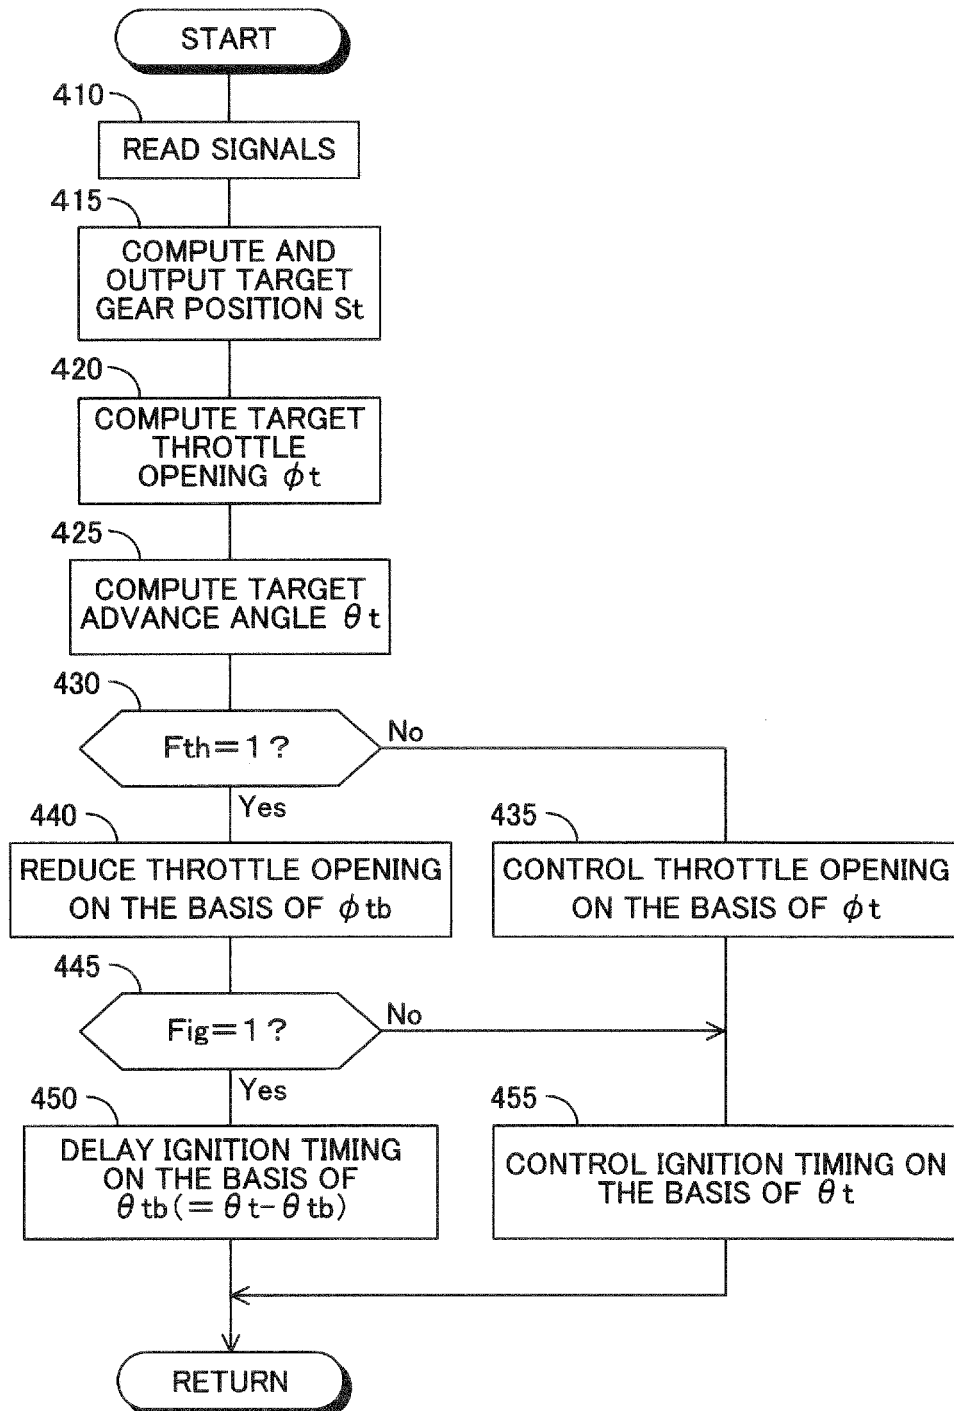 START
410
READ SIGNALS
415
COMPUTE AND
OUTPUT TARGET
GEAR POSITION St
420
COMPUTE TARGET
THROTTLE
OPENING ϕt
425
COMPUTE TARGET
ADVANCE ANGLE θt
430
Fth=1?
No
Yes
440
REDUCE THROTTLE OPENING
ON THE BASIS OF ϕtb
435
CONTROL THROTTLE OPENING
ON THE BASIS OF ϕt
445
Fig=1?
No
Yes
450
DELAY IGNITION TIMING
ON THE BASIS OF
θtb(=θt-θtb)
455
CONTROL IGNITION TIMING ON
THE BASIS OF θt
RETURN